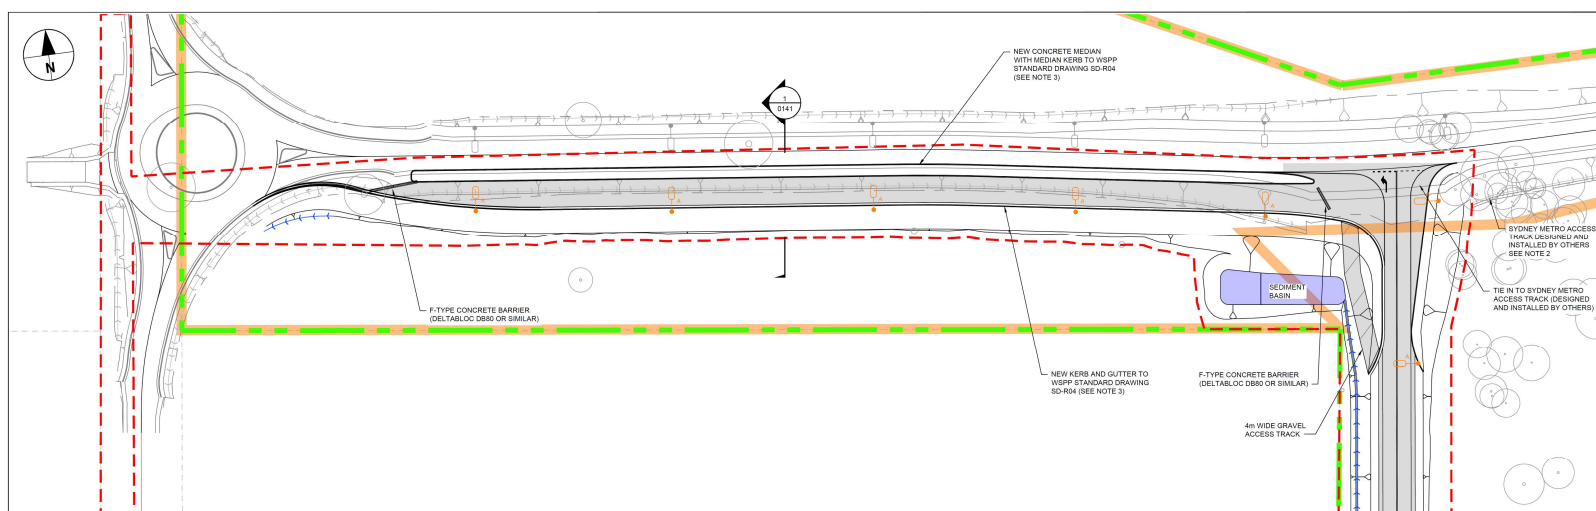 N
NEW CONCRETE MEDIAN
WITH MEDIAN KERB TO WSPP
STANDARD DRAWING SD-R04
(SEE NOTE 3)
1
0141
A
A
A
A
A
A
A
SYDNEY METRO ACCESS
TRACK DESIGNED AND
INSTALLED BY OTHERS
SEE NOTE 2
SEDIMENT
BASIN
TIE IN TO SYDNEY METRO
ACCESS TRACK (DESIGNED
AND INSTALLED BY OTHERS)
F-TYPE CONCRETE BARRIER
(DELTABLOC DB80 OR SIMILAR)
NEW KERB AND GUTTER TO
WSPP STANDARD DRAWING
SD-R04 (SEE NOTE 3)
F-TYPE CONCRETE BARRIER
(DELTABLOC DB80 OR SIMILAR)
4m WIDE GRAVEL
ACCESS TRACK